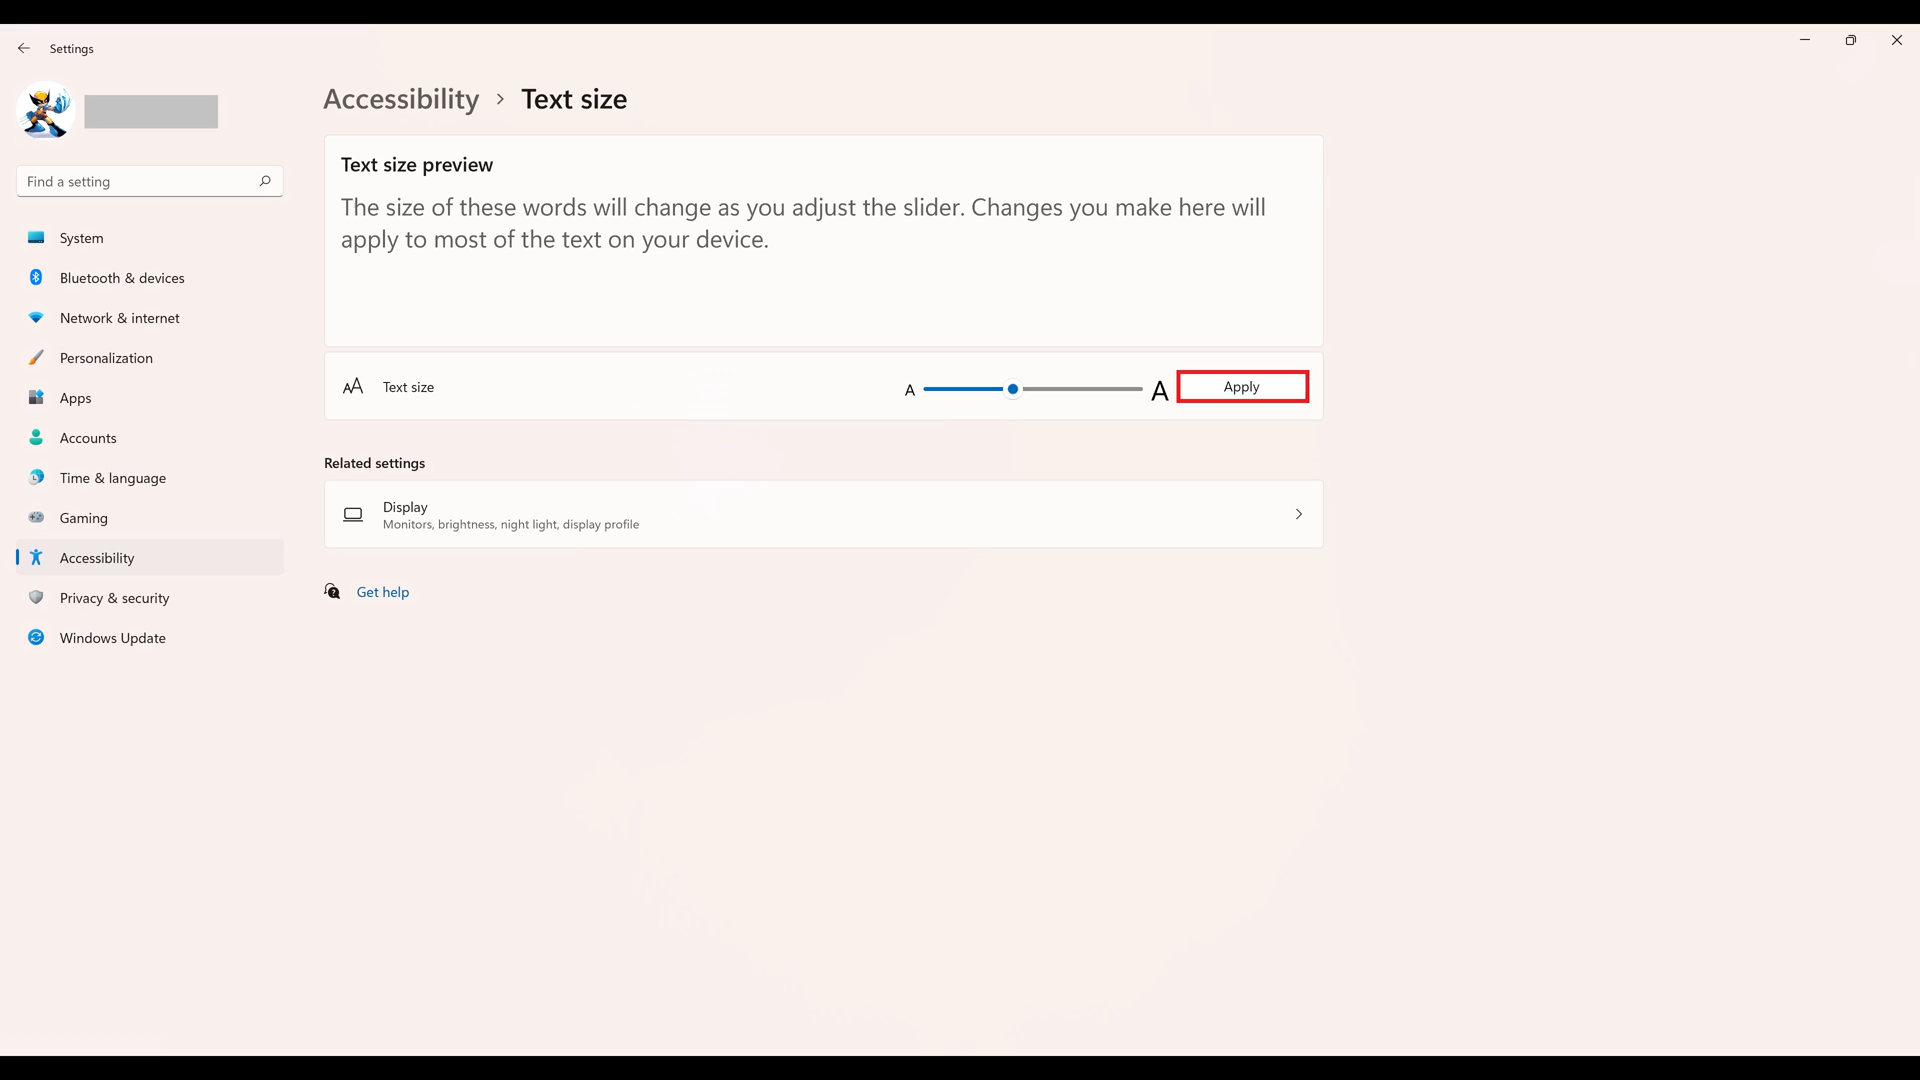 Settings
Accessibility > Text size
Find a setting
System
Bluetooth & devices
Network & internet
Personalization
Apps
Accounts
Time & language
Gaming
Accessibility
Privacy & security
Windows Update
Text size preview
The size of these words will change as you adjust the slider. Changes you make here will
apply to most of the text on your device.
AA Text size A A Apply
Related settings
Display
Monitors, brightness, night light, display profile
Get help